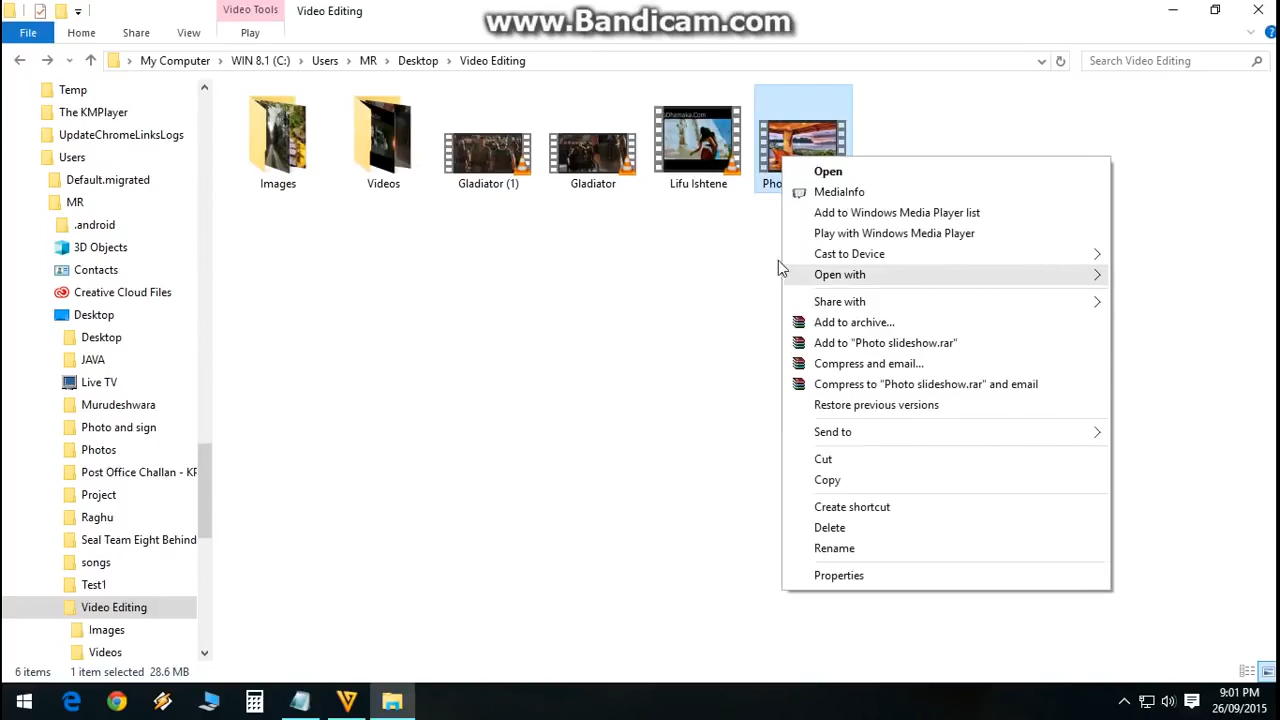 Video Tools
Video Editing
www.Bandicam.com
File
Home
Share
View
Play
My Computer
WIN 8.1 (C:)
Users
MR
Desktop
Video Editing
Search Video Editing
Temp
The KMPlayer
UpdateChromeLinksLogs
Users
Default.migrated
MR
.android
3D Objects
Contacts
Creative Cloud Files
Desktop
Desktop
JAVA
Live TV
Murudeshwara
Photo and sign
Photos
Post Office Challan - KF
Project
Raghu
Seal Team Eight Behind
songs
Test1
Video Editing
Images
Videos
Images
Videos
Gladiator (1)
Gladiator
Lifu Ishtene
Pho
Open
MediaInfo
Add to Windows Media Player list
Play with Windows Media Player
Cast to Device
Open with
Share with
Add to archive...
Add to "Photo slideshow.rar"
Compress and email...
Compress to "Photo slideshow.rar" and email
Restore previous versions
Send to
Cut
Copy
Create shortcut
Delete
Rename
Properties
6 items
1 item selected 28.6 MB
9:01 PM
26/09/2015